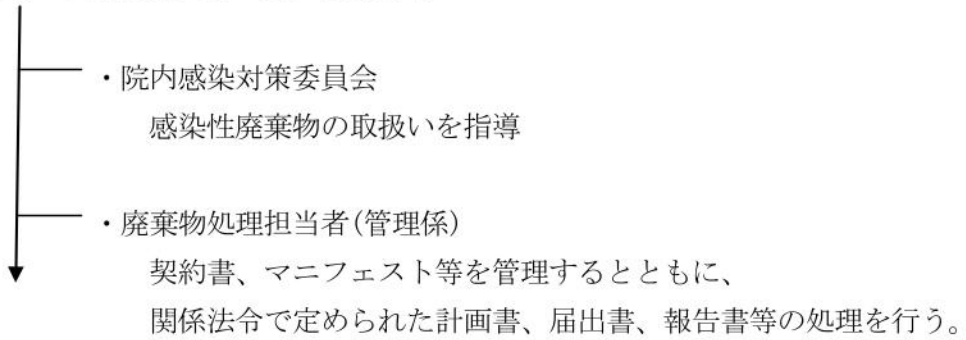 ・院内感染対策委員会
感染性廃棄物の取扱いを指導
・廃棄物処理担当者(管理係)
契約書、マニフェスト等を管理するとともに、
関係法令で定められた計画書、届出書、報告書等の処理を行う。